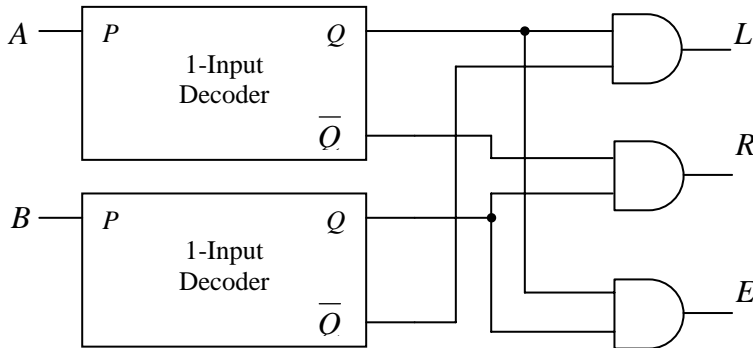 A
P
Q
1-Input
Decoder
Q̅
B
P
Q
1-Input
Decoder
Q̅
L
R
E